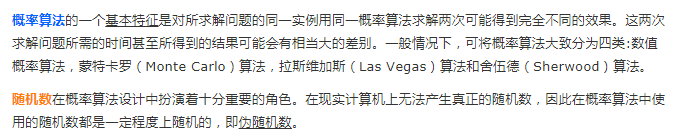 概率算法的一个基本特征是对所求解问题的同一实例用同一概率算法求解两次可能得到完全不同的效果。这两次
求解问题所需的时间甚至所得到的结果可能会有相当大的差别。一般情况下，可将概率算法大致分为四类:数值
概率算法，蒙特卡罗（Monte Carlo）算法，拉斯维加斯（Las Vegas）算法和舍伍德（Sherwood）算法。
随机数在概率算法设计中扮演着十分重要的角色。在现实计算机上无法产生真正的随机数，因此在概率算法中使
用的随机数都是一定程度上随机的，即伪随机数。